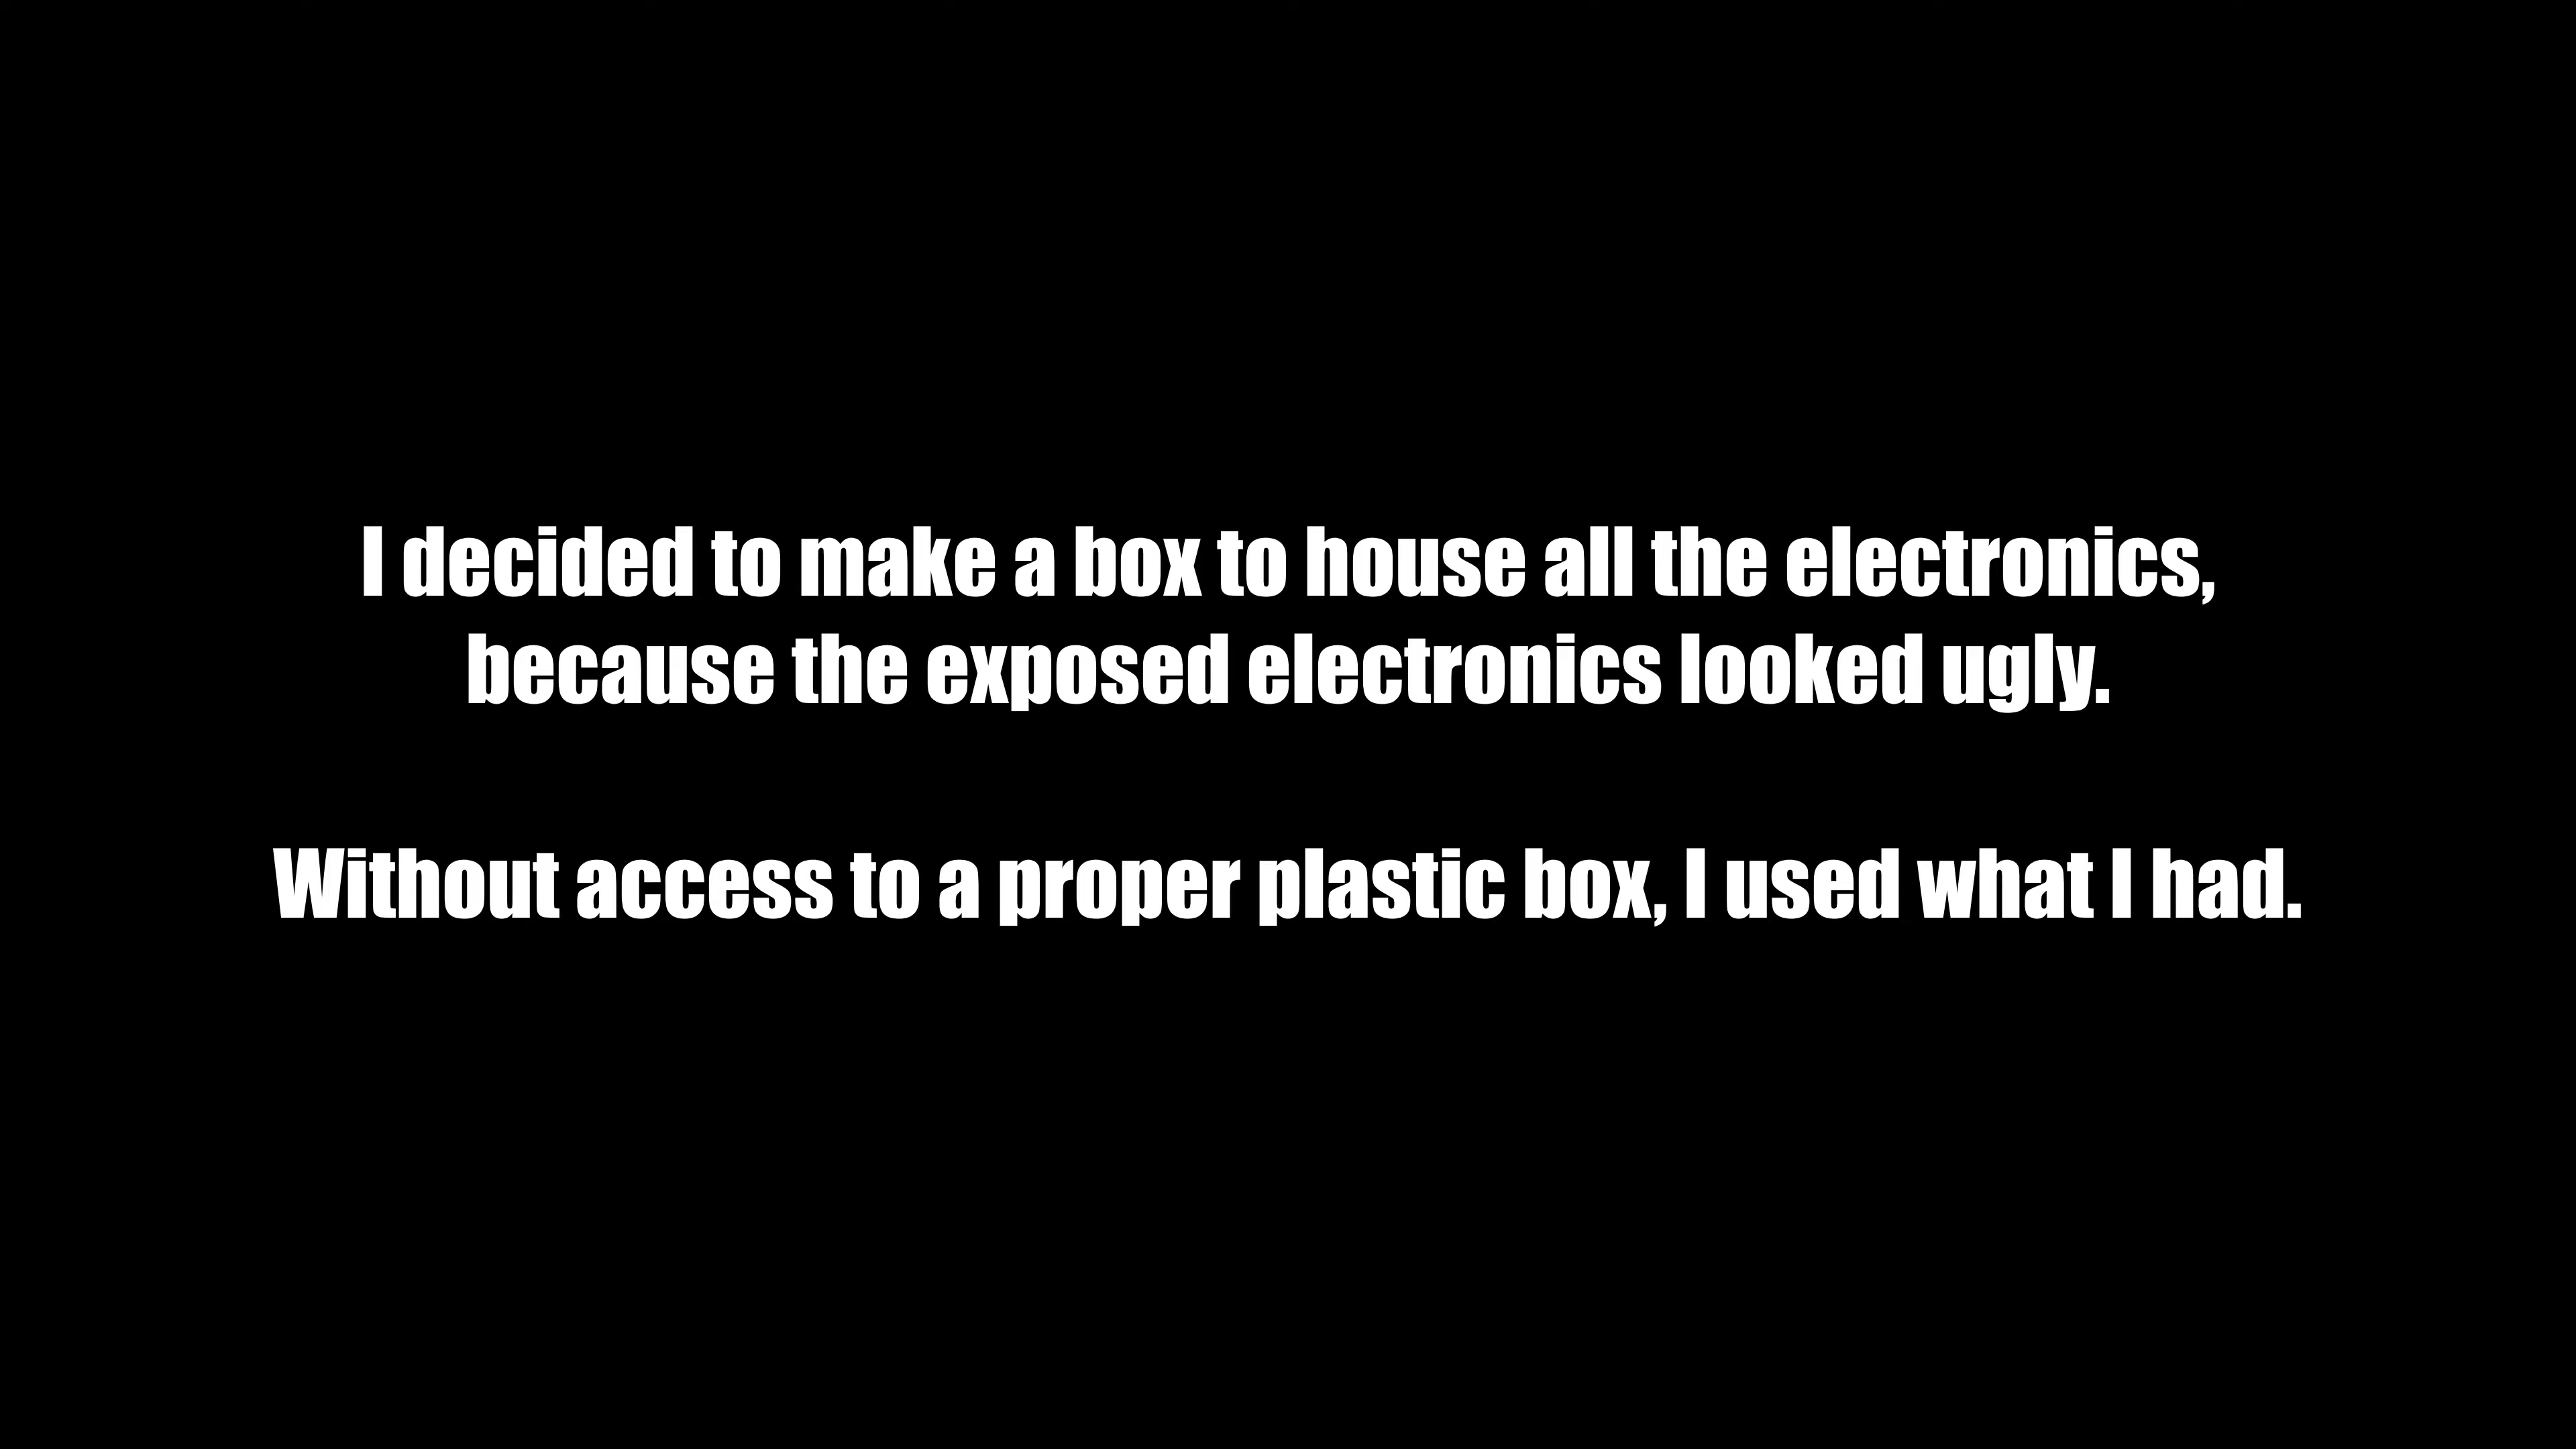 I decided to make a box to house all the electronics,
because the exposed electronics looked ugly.
Without access to a proper plastic box, I used what I had.